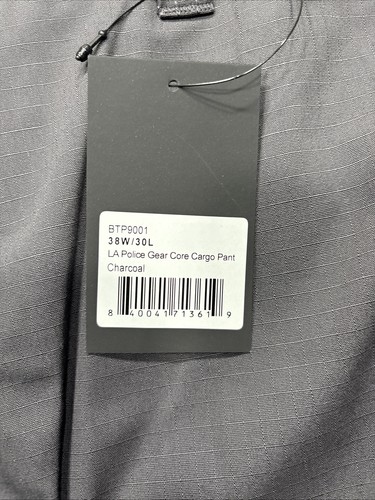 BTP9001
38W/30L
LA Police Gear Core Cargo Pant
Charcoal
8 40041 71361 9